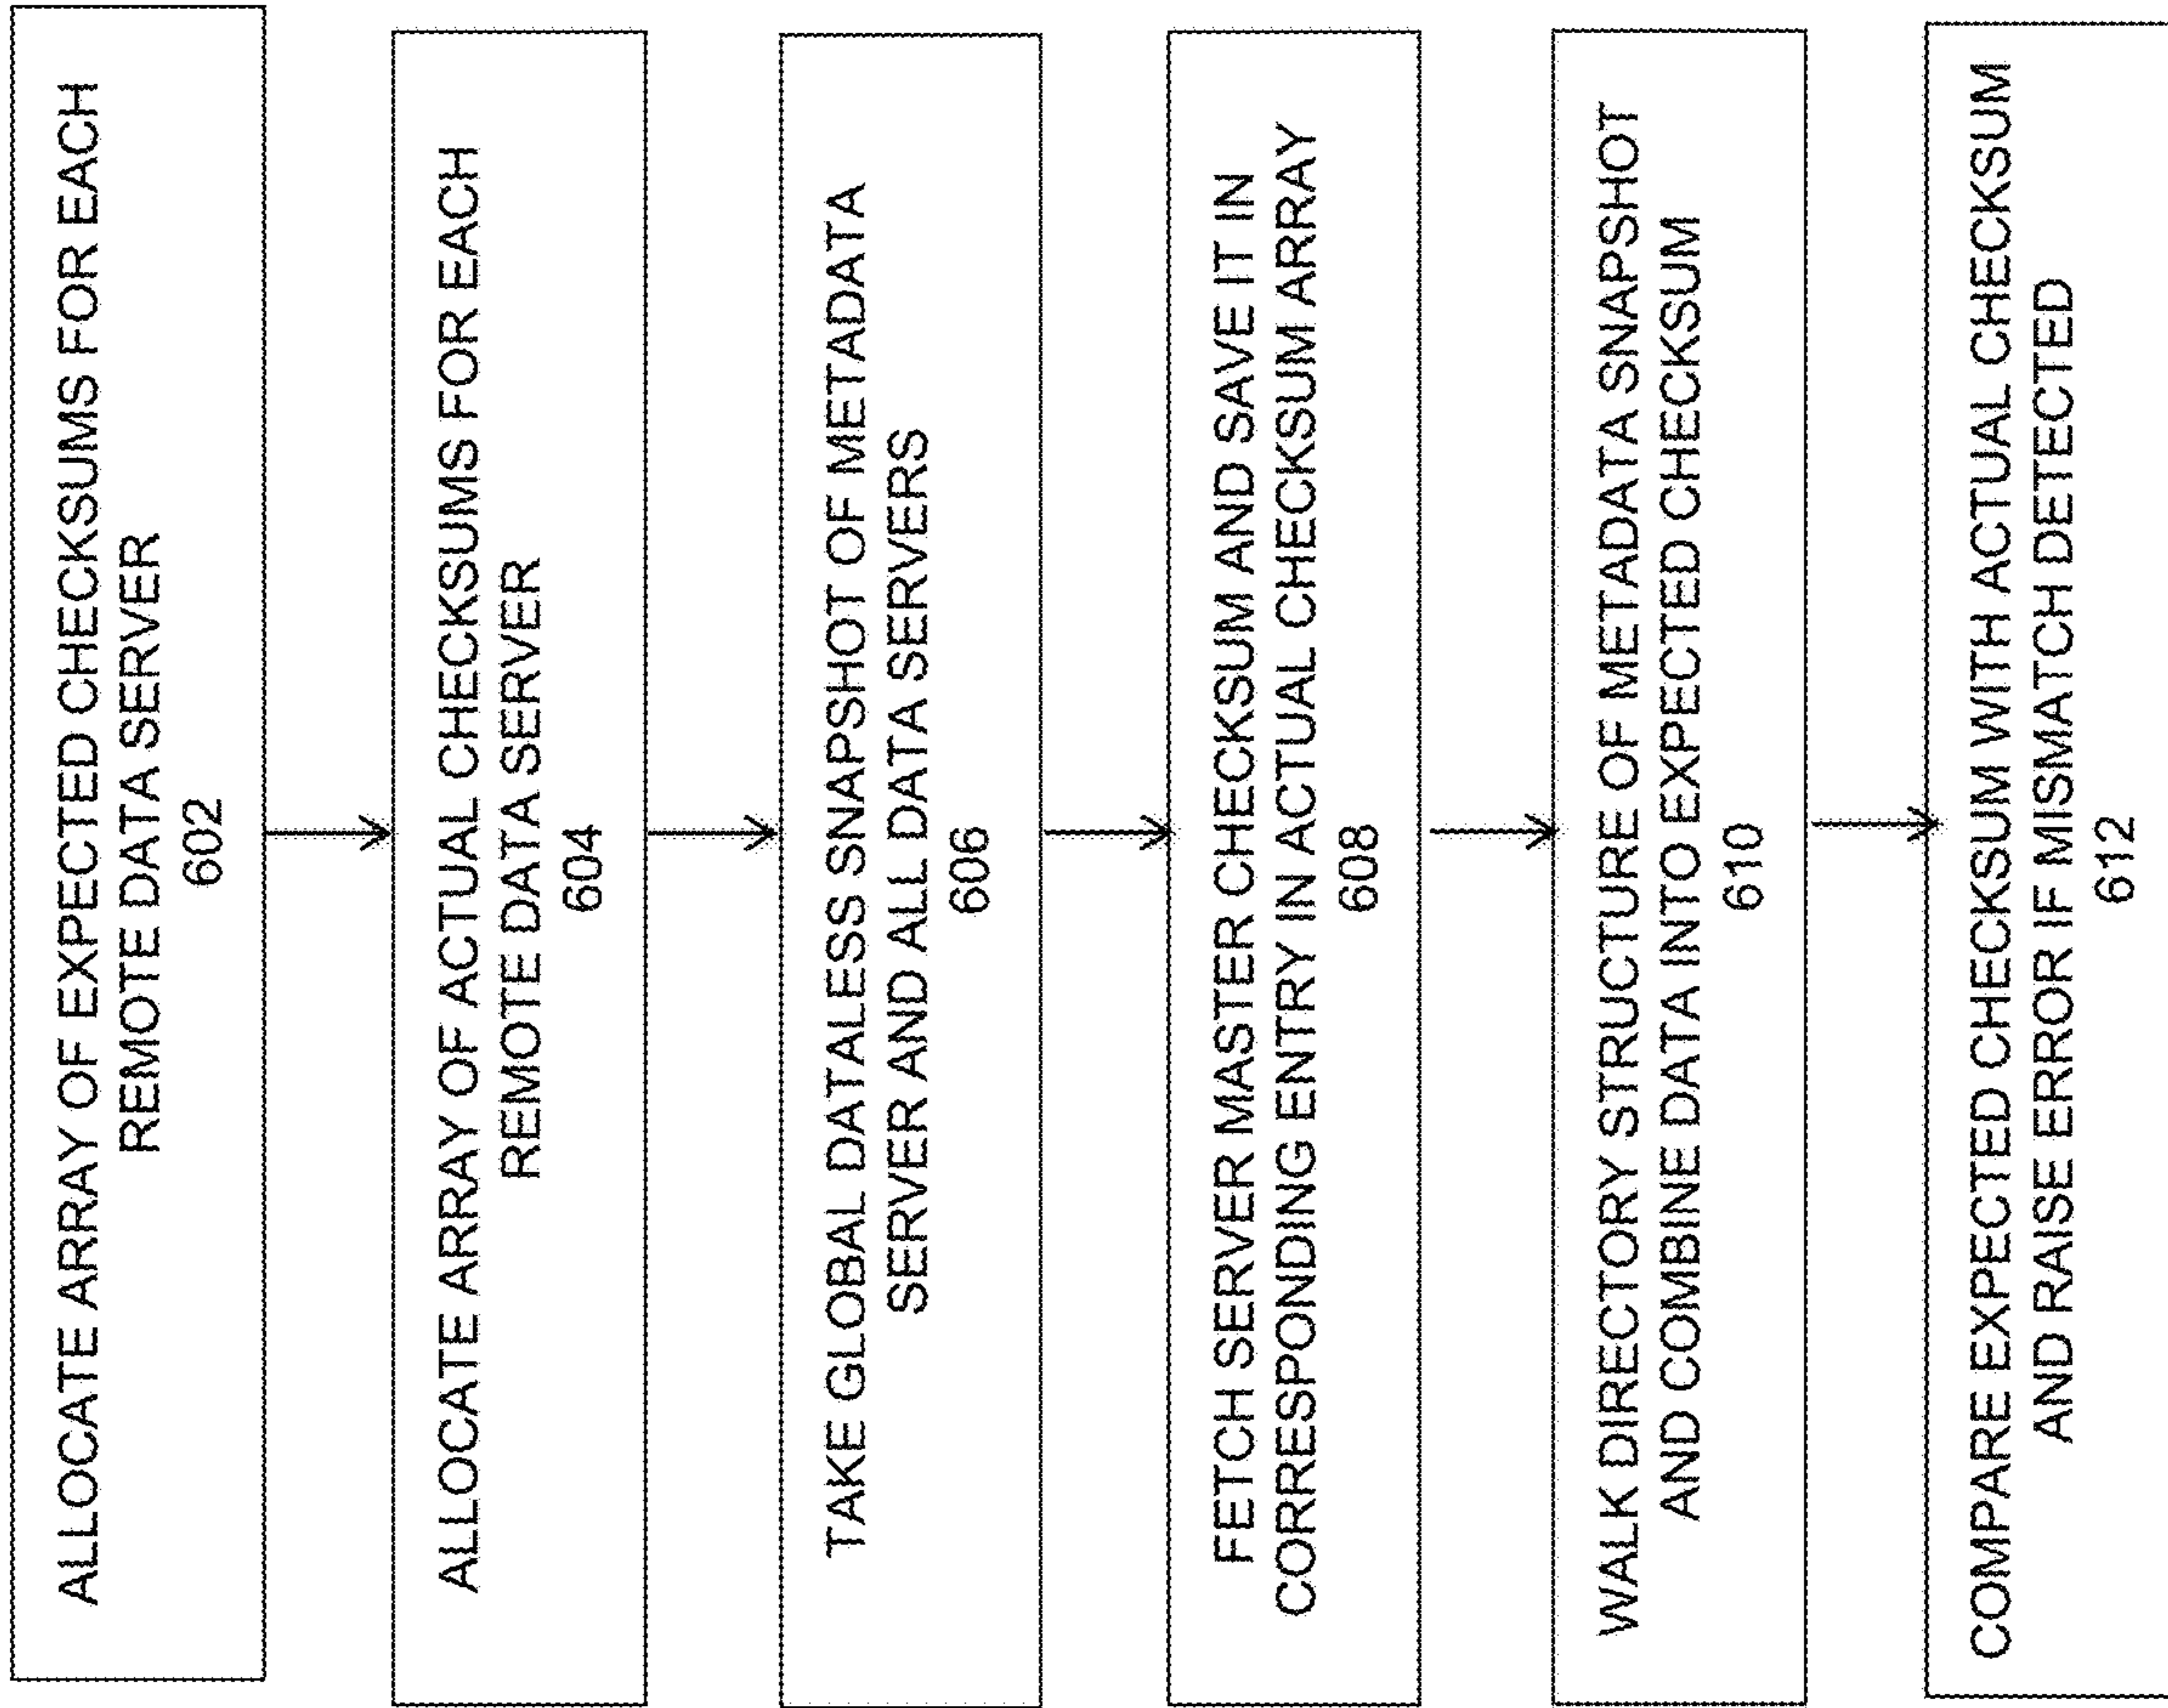 ALLOCATE ARRAY OF EXPECTED CHECKSUMS FOR EACH
REMOTE DATA SERVER
602
ALLOCATE ARRAY OF ACTUAL CHECKSUMS FOR EACH
REMOTE DATA SERVER
604
TAKE GLOBAL DATALESS SNAPSHOT OF METADATA
SERVER AND ALL DATA SERVERS
606
FETCH SERVER MASTER CHECKSUM AND SAVE IT IN
CORRESPONDING ENTRY IN ACTUAL CHECKSUM ARRAY
608
WALK DIRECTORY STRUCTURE OF METADATA SNAPSHOT
AND COMBINE DATA INTO EXPECTED CHECKSUM
610
COMPARE EXPECTED CHECKSUM WITH ACTUAL CHECKSUM
AND RAISE ERROR IF MISMATCH DETECTED
612